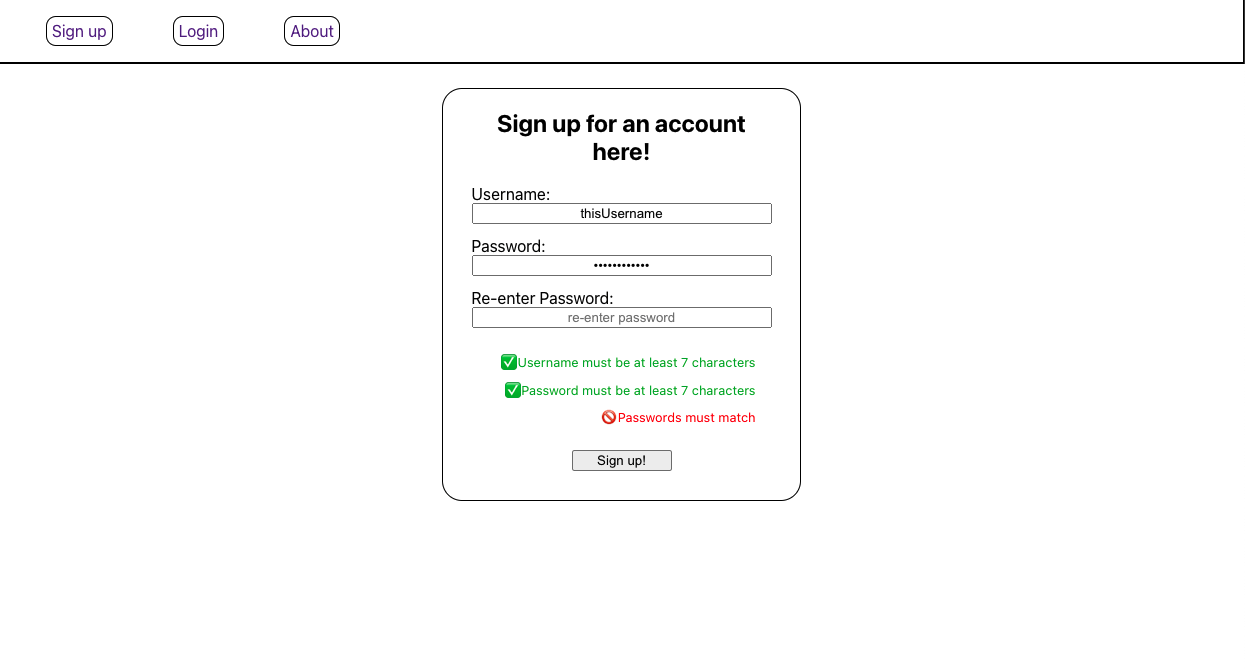 Sign up Login About
Sign up for an account
here!
Username:
thisUsername
Password:
••••••••••••
Re-enter Password:
re-enter password
✅Username must be at least 7 characters
✅Password must be at least 7 characters
🚫Passwords must match
Sign up!